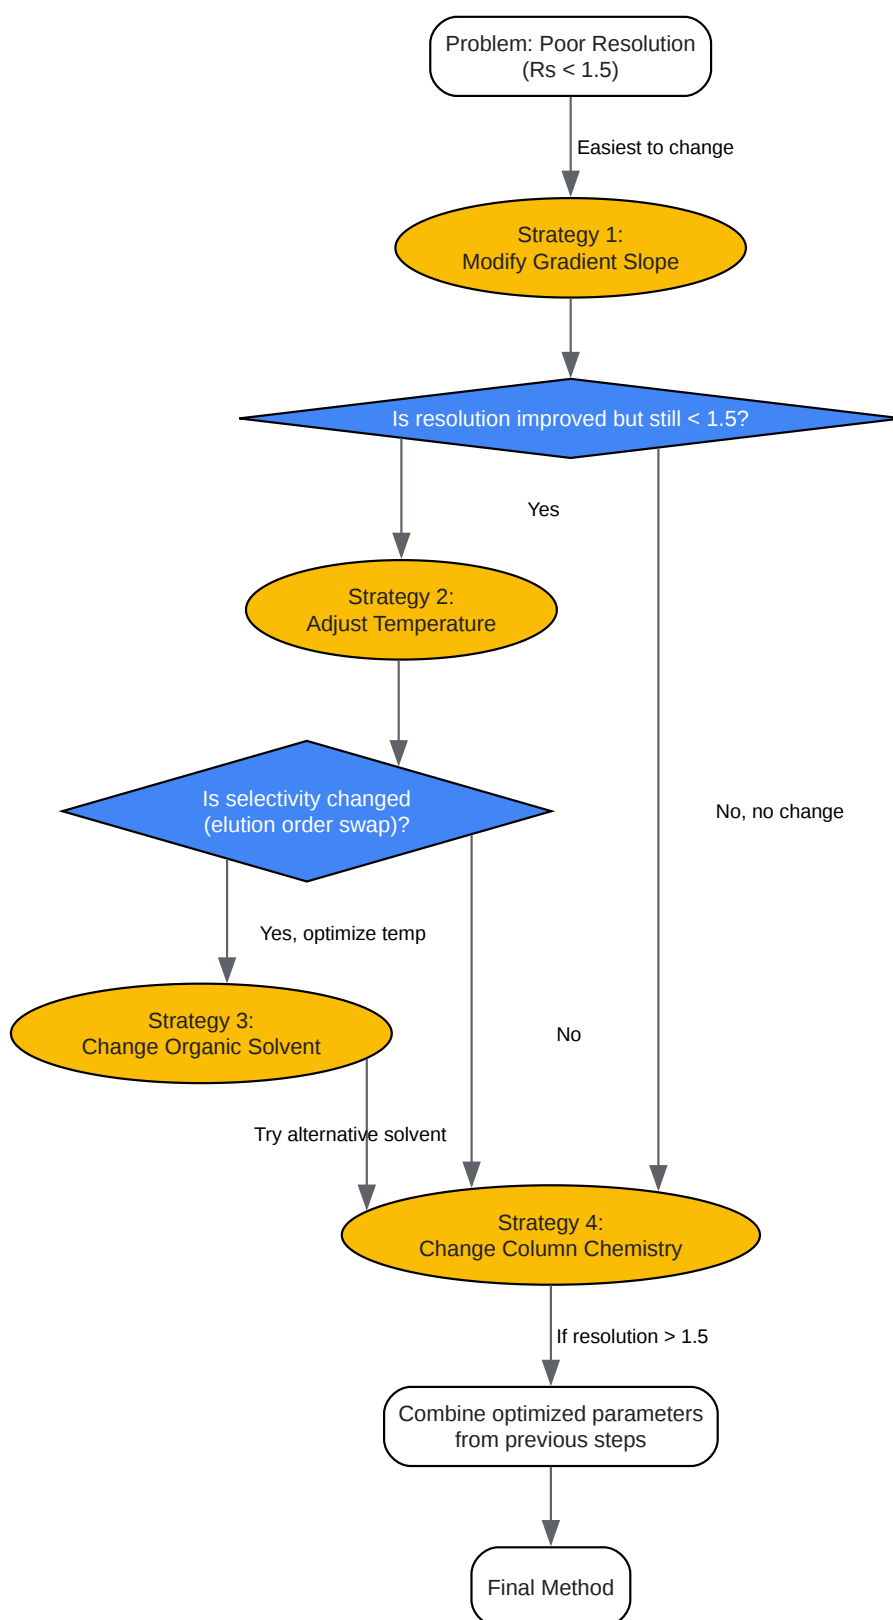 Problem: Poor Resolution
(Rs < 1.5)
Easiest to change
Strategy 1:
Modify Gradient Slope
Is resolution improved but still < 1.5?
Yes
Strategy 2:
Adjust Temperature
Is selectivity changed
(elution order swap)?
No, no change
Yes, optimize temp
Strategy 3:
Change Organic Solvent
No
Try alternative solvent
Strategy 4:
Change Column Chemistry
If resolution > 1.5
Combine optimized parameters
from previous steps
Final Method